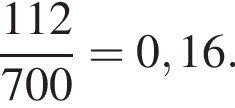 112/700 = 0,16.